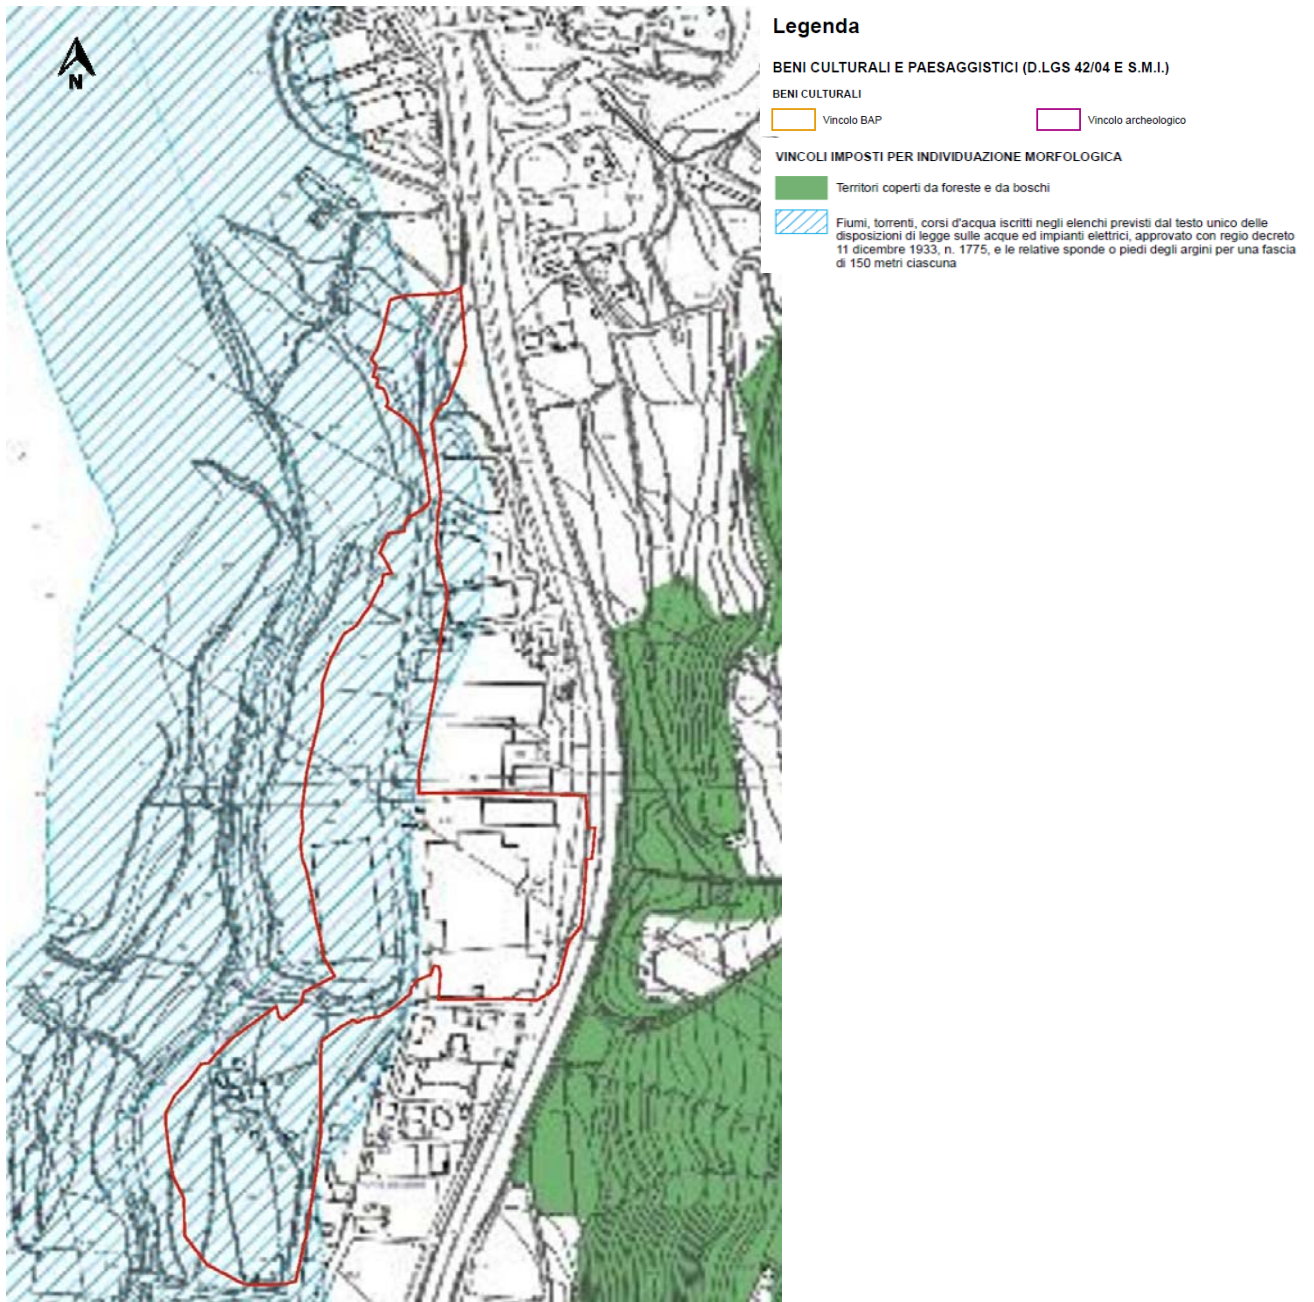 N
Legenda
BENI CULTURALI E PAESAGGISTICI (D.LGS 42/04 E S.M.I.)
BENI CULTURALI
Vincolo BAP
Vincolo archeologico
VINCOLI IMPOSTI PER INDIVIDUAZIONE MORFOLOGICA
Territori coperti da foreste e da boschi
Fiumi, torrenti, corsi d'acqua iscritti negli elenchi previsti dal testo unico delle
disposizioni di legge sulle acque ed impianti elettrici, approvato con regio decreto
11 dicembre 1933, n. 1775, e le relative sponde o piedi degli argini per una fascia
di 150 metri ciascuna